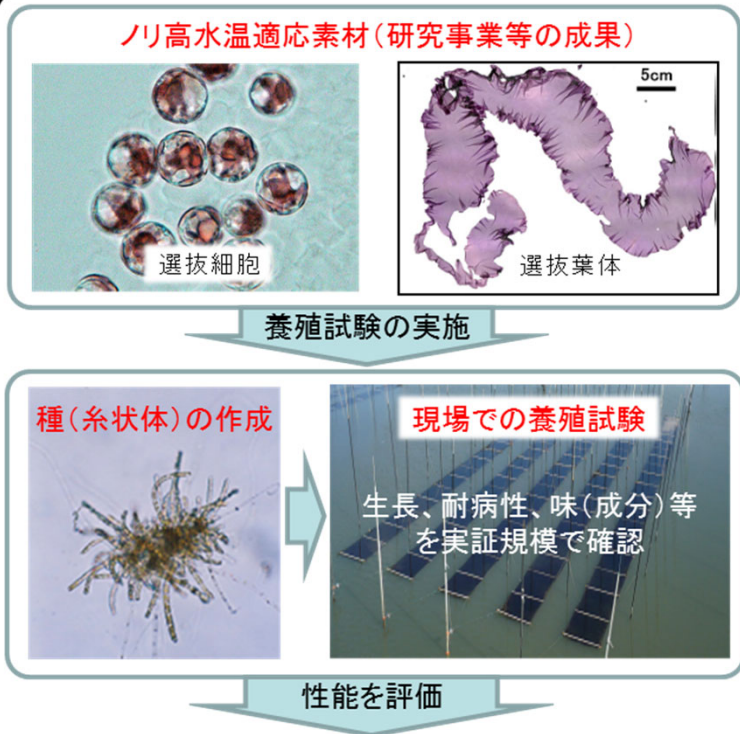 ノリ高水温適応素材（研究事業等の成果）
5cm
選抜細胞
選抜葉体
養殖試験の実施
種（糸状体）の作成
現場での養殖試験
生長、耐病性、味（成分）等
を実証規模で確認
性能を評価